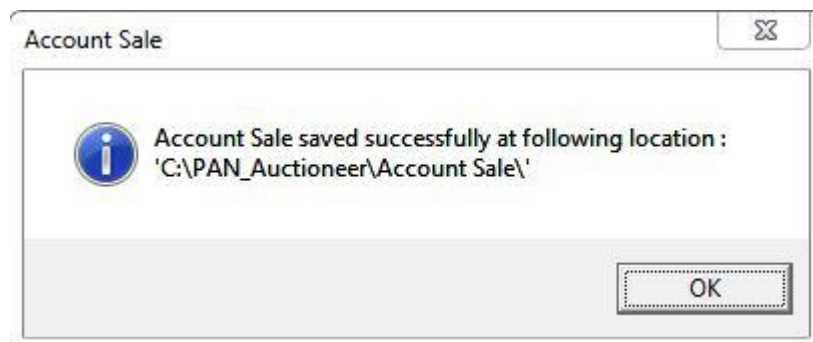 Account Sale
Account Sale saved successfully at following location :
'C:\PAN_Auctioneer\Account Sale\'
OK